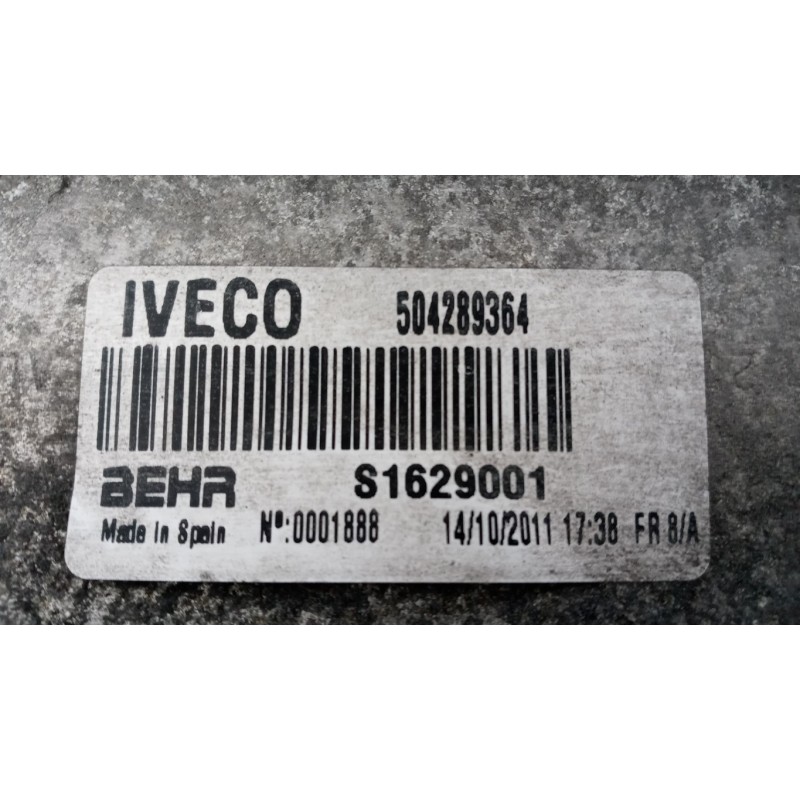 IVECO 504289364
BEHR S1629001
Made in Spain Nº:0001888 14/10/2011 17:38 FR 8/A